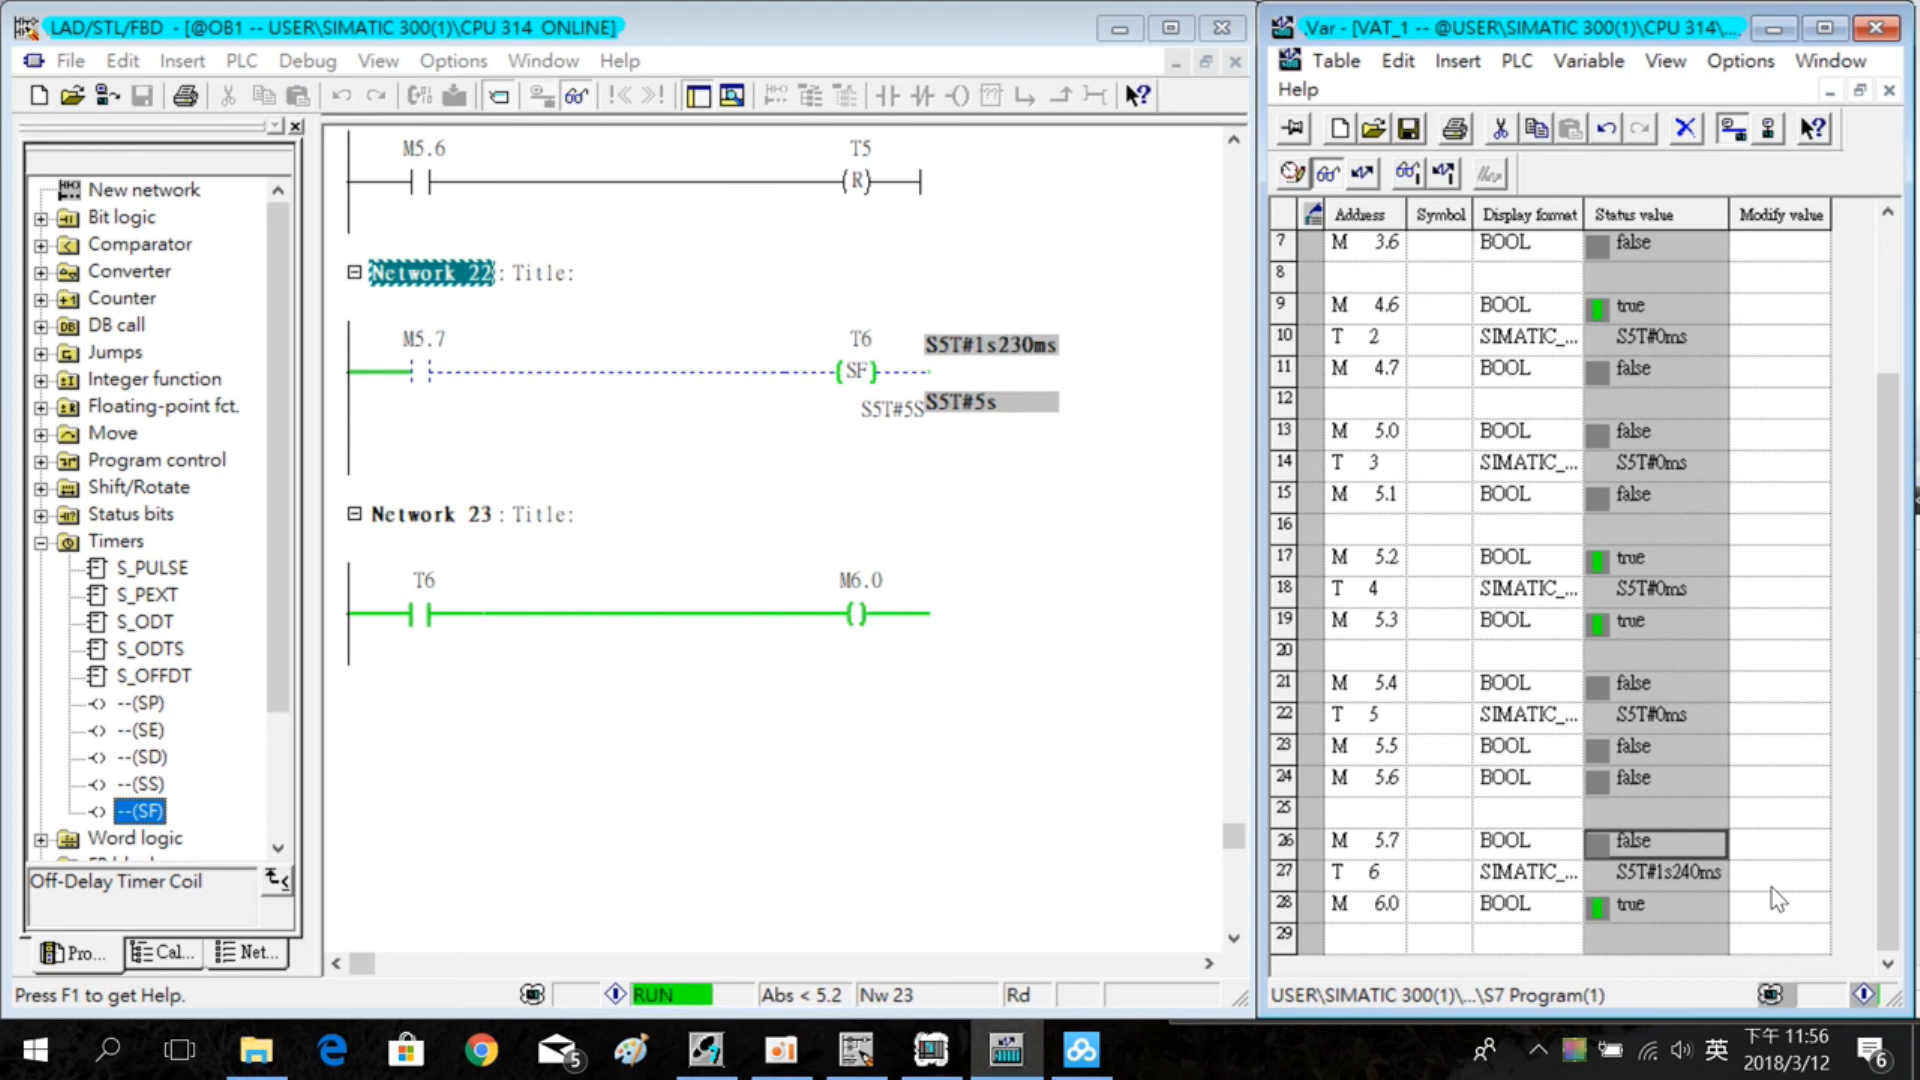 LAD/STL/FBD - [@OB1 -- USER\SIMATIC 300(1)\CPU 314 ONLINE]
File Edit Insert PLC Debug View Options Window Help
New network
Bit logic
Comparator
Converter
Counter
DB call
Jumps
Integer function
Floating-point fct.
Move
Program control
Shift/Rotate
Status bits
Timers
S_PULSE
S_PEXT
S_ODT
S_ODTS
S_OFFDT
--(SP)
--(SE)
--(SD)
--(SS)
--(SF)
Word logic
Off-Delay Timer Coil
Pro... Cal... Net...
M5.6 T5
(R)
Network 22 : Title:
M5.7 T6 S5T#1s230ms
(SF)
S5T#5S S5T#5s
Network 23 : Title:
T6 M6.0
( )
Press F1 to get Help. RUN Abs < 5.2 Nw 23 Rd
Var - [VAT_1 -- @USER\SIMATIC 300(1)\CPU 314\...
Table Edit Insert PLC Variable View Options Window
Help
Address Symbol Display format Status value Modify value
7 M 3.6 BOOL false
8
9 M 4.6 BOOL true
10 T 2 SIMATIC_... S5T#0ms
11 M 4.7 BOOL false
12
13 M 5.0 BOOL false
14 T 3 SIMATIC_... S5T#0ms
15 M 5.1 BOOL false
16
17 M 5.2 BOOL true
18 T 4 SIMATIC_... S5T#0ms
19 M 5.3 BOOL true
20
21 M 5.4 BOOL false
22 T 5 SIMATIC_... S5T#0ms
23 M 5.5 BOOL false
24 M 5.6 BOOL false
25
26 M 5.7 BOOL false
27 T 6 SIMATIC_... S5T#1s240ms
28 M 6.0 BOOL true
29
USER\SIMATIC 300(1)\...\S7 Program(1)
5 英 下午 11:56
2018/3/12 6